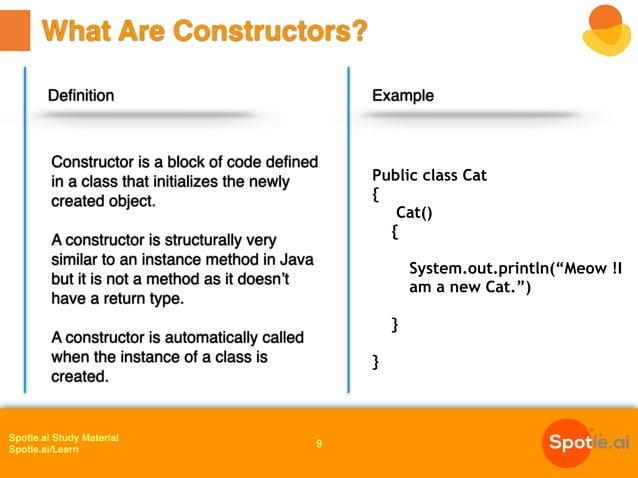 What Are Constructors?
Definition
Constructor is a block of code defined
in a class that initializes the newly
created object.
A constructor is structurally very
similar to an instance method in Java
but it is not a method as it doesn’t
have a return type.
A constructor is automatically called
when the instance of a class is
created.
Example
Public class Cat
{
Cat()
{
System.out.println(“Meow !I
am a new Cat.”)
}
}
Spotle.ai Study Material
Spotle.ai/Learn
9
Spotle.ai